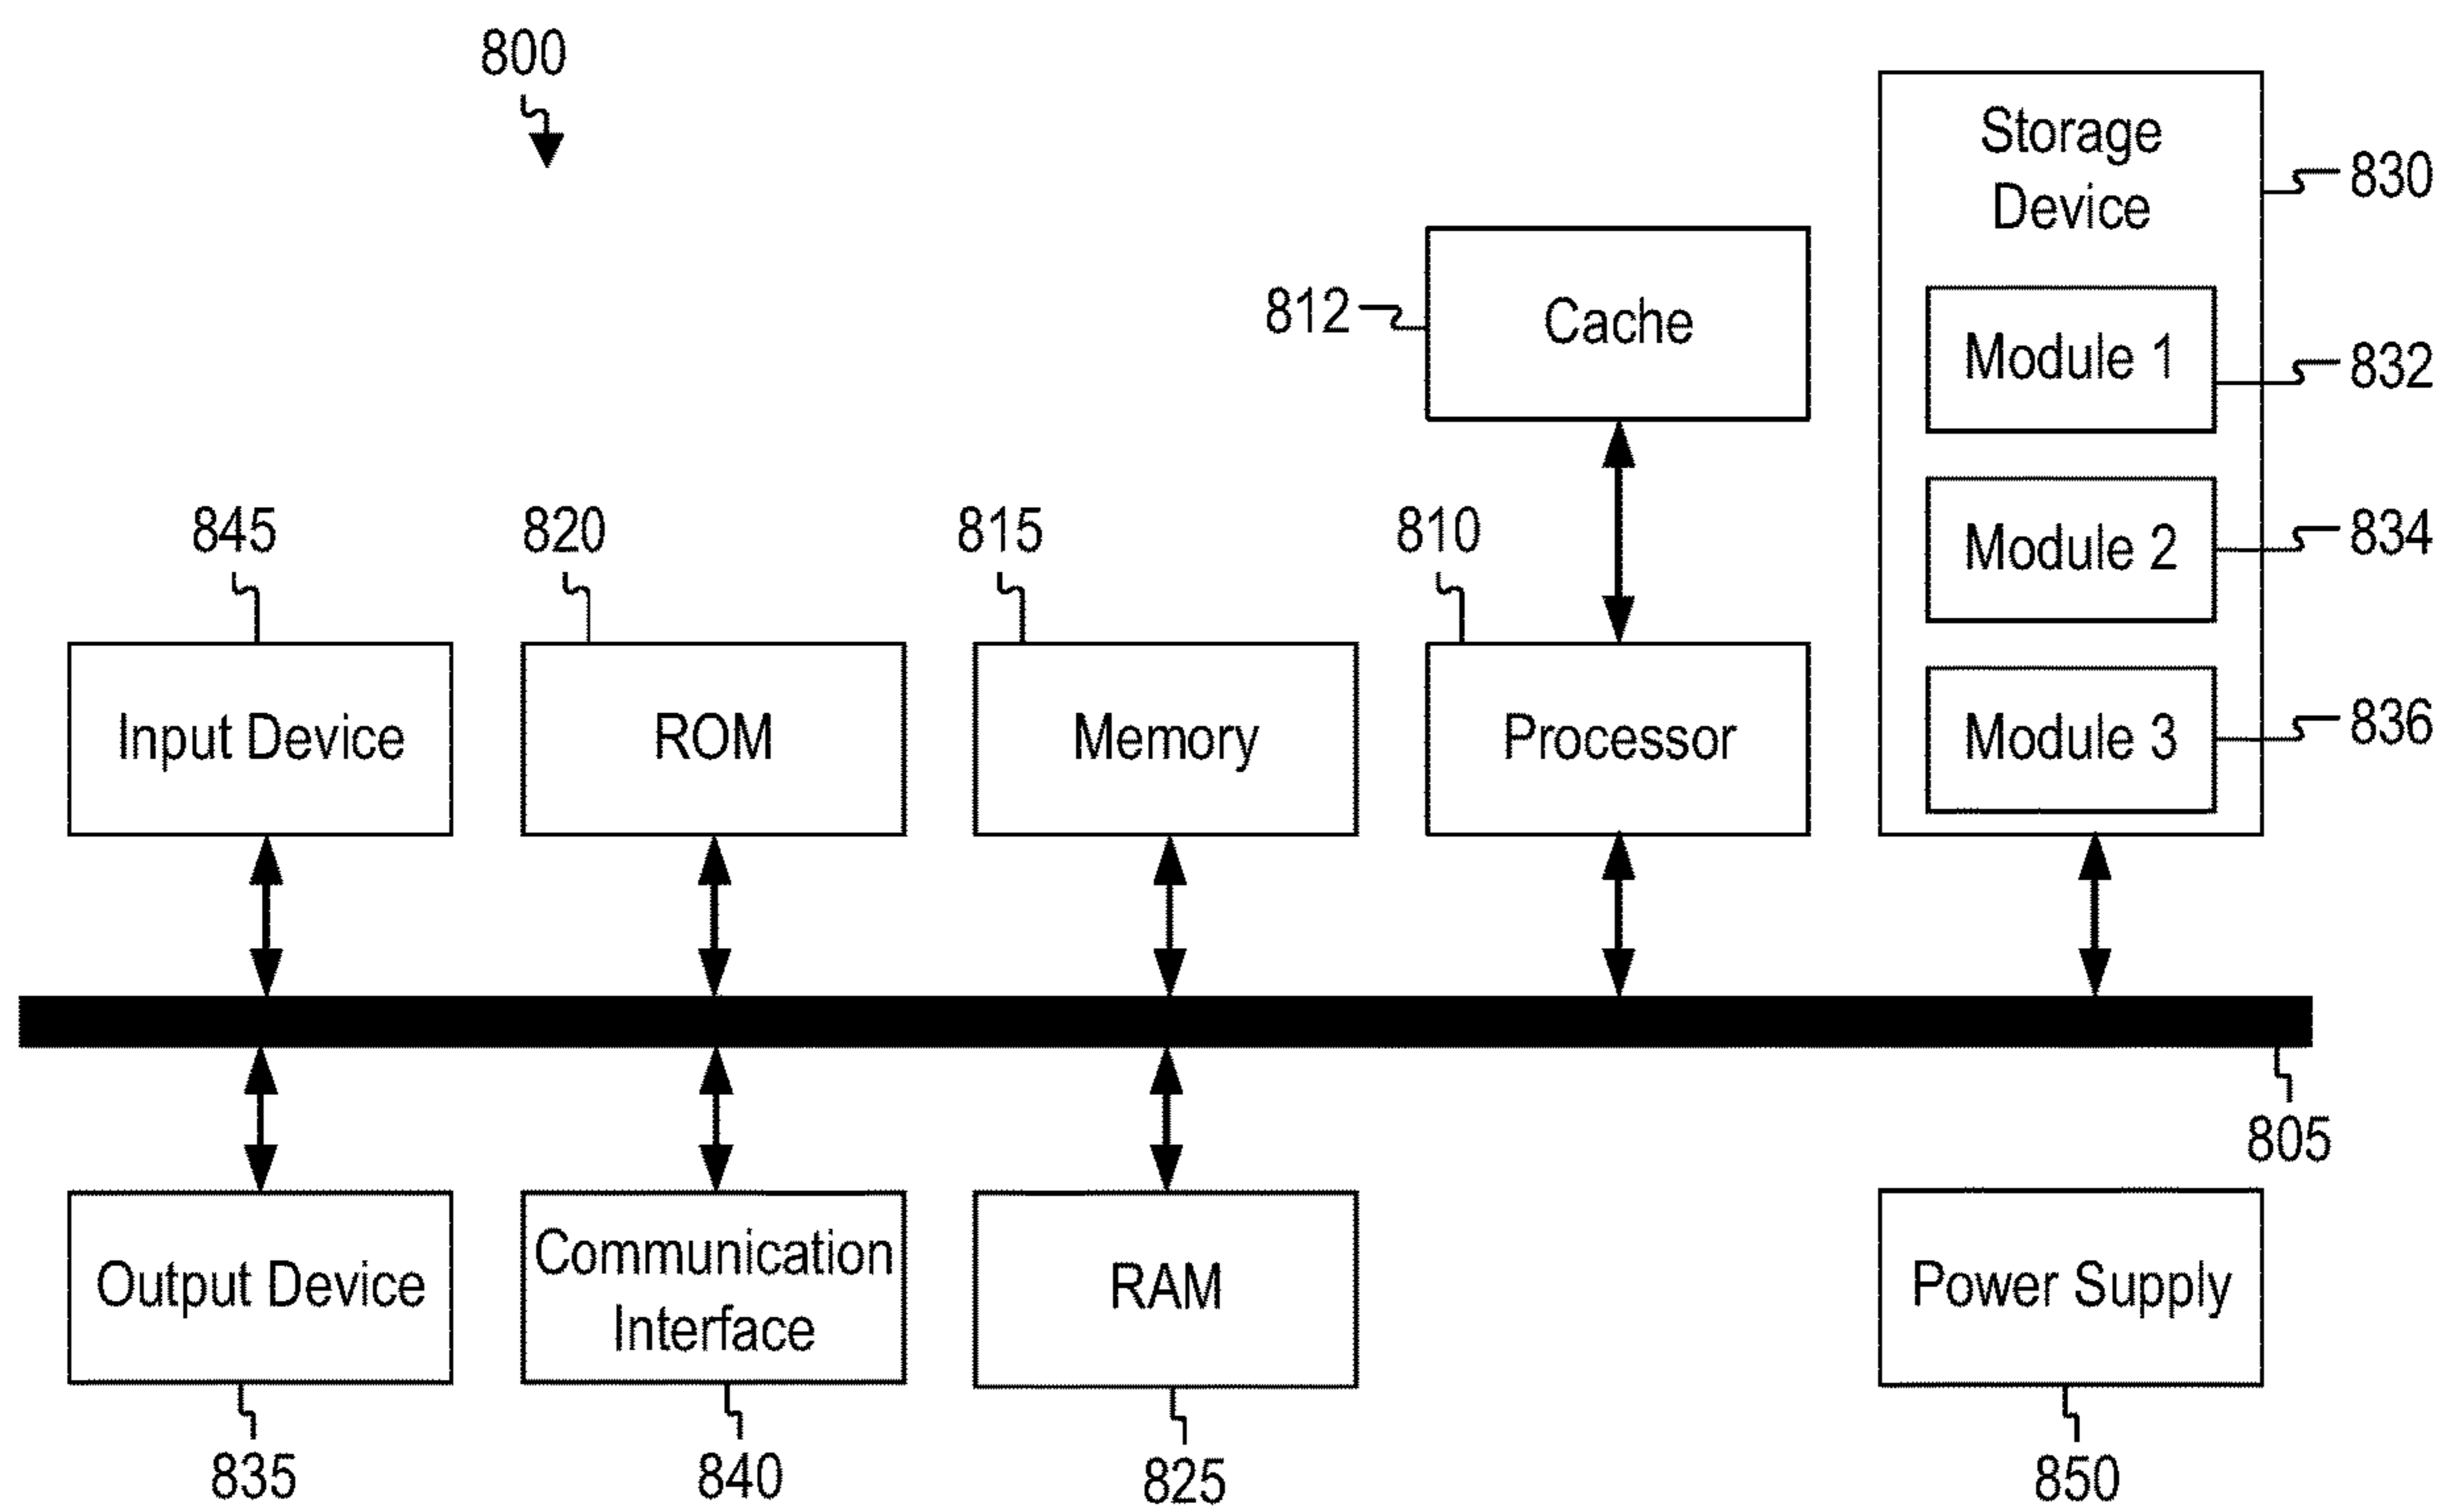 800
Storage
Device
830
812
Cache
Module 1
832
845
820
815
810
Module 2
834
Input Device
ROM
Memory
Processor
Module 3
836
805
Output Device
Communication
Interface
RAM
Power Supply
835
840
825
850